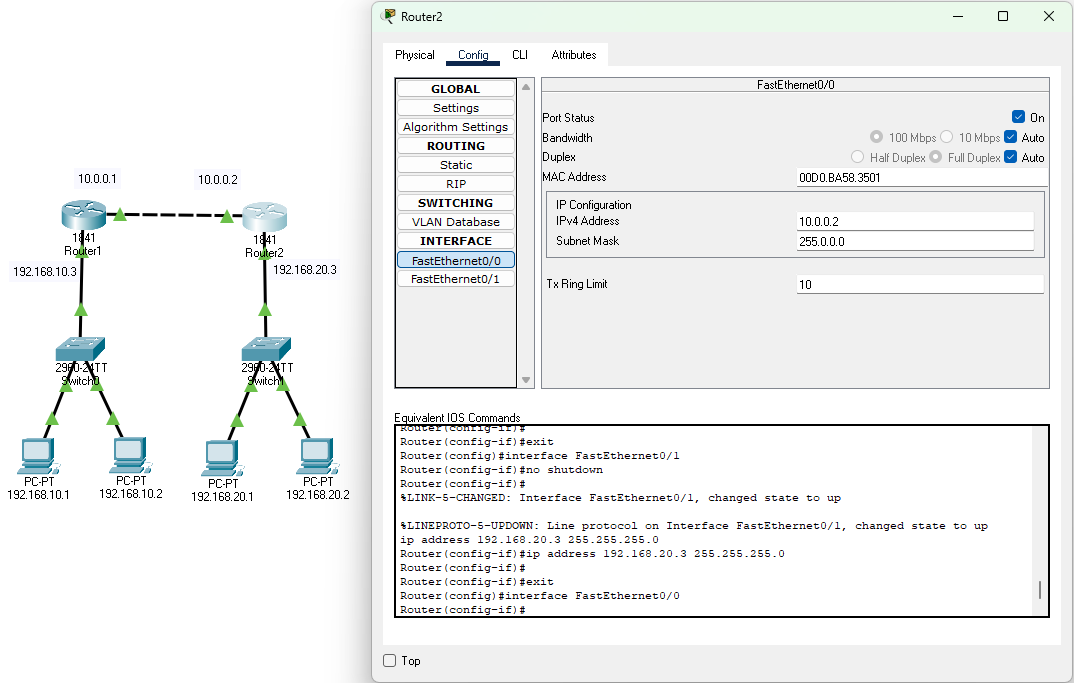 Router2
Physical
Config
CLI
Attributes
GLOBAL
Settings
Algorithm Settings
ROUTING
Static
RIP
SWITCHING
VLAN Database
INTERFACE
FastEthernet0/0
FastEthernet0/1
FastEthernet0/0
Port Status
On
Bandwidth
100 Mbps
10 Mbps
Auto
Duplex
Half Duplex
Full Duplex
Auto
MAC Address
00D0.BA58.3501
IP Configuration
IPv4 Address
10.0.0.2
Subnet Mask
255.0.0.0
Tx Ring Limit
10
Equivalent IOS Commands
Router(config-if)#
Router(config-if)#exit
Router(config)#interface FastEthernet0/1
Router(config-if)#no shutdown
Router(config-if)#
%LINK-5-CHANGED: Interface FastEthernet0/1, changed state to up
%LINEPROTO-5-UPDOWN: Line protocol on Interface FastEthernet0/1, changed state to up
ip address 192.168.20.3 255.255.255.0
Router(config-if)#ip address 192.168.20.3 255.255.255.0
Router(config-if)#
Router(config-if)#exit
Router(config)#interface FastEthernet0/0
Router(config-if)#
Top
10.0.0.1
10.0.0.2
1841
Router1
1841
Router2
192.168.10.3
192.168.20.3
2960-24TT
Switch0
2960-24TT
Switch1
PC-PT
192.168.10.1
PC-PT
192.168.10.2
PC-PT
192.168.20.1
PC-PT
192.168.20.2